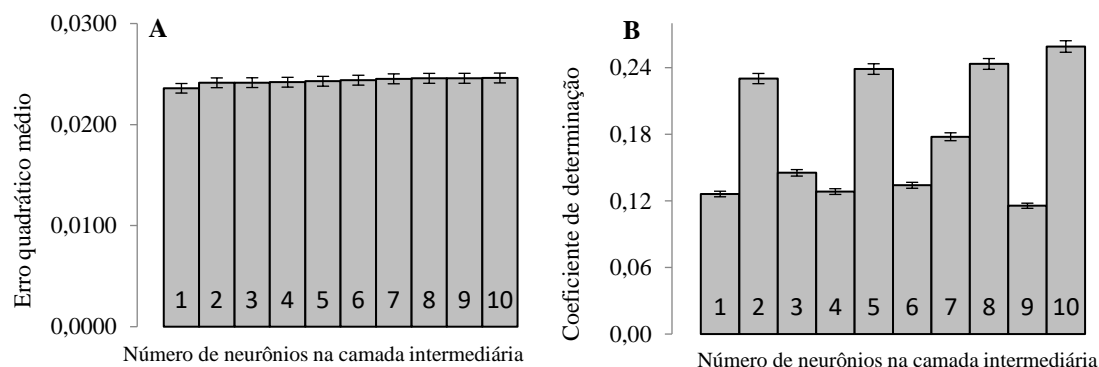 A
Erro quadrático médio
0,0300
0,0200
0,0100
0,0000
1 2 3 4 5 6 7 8 9 10
Número de neurônios na camada intermediária
B
Coeficiente de determinação
0,24
0,18
0,12
0,06
0,00
1 2 3 4 5 6 7 8 9 10
Número de neurônios na camada intermediária